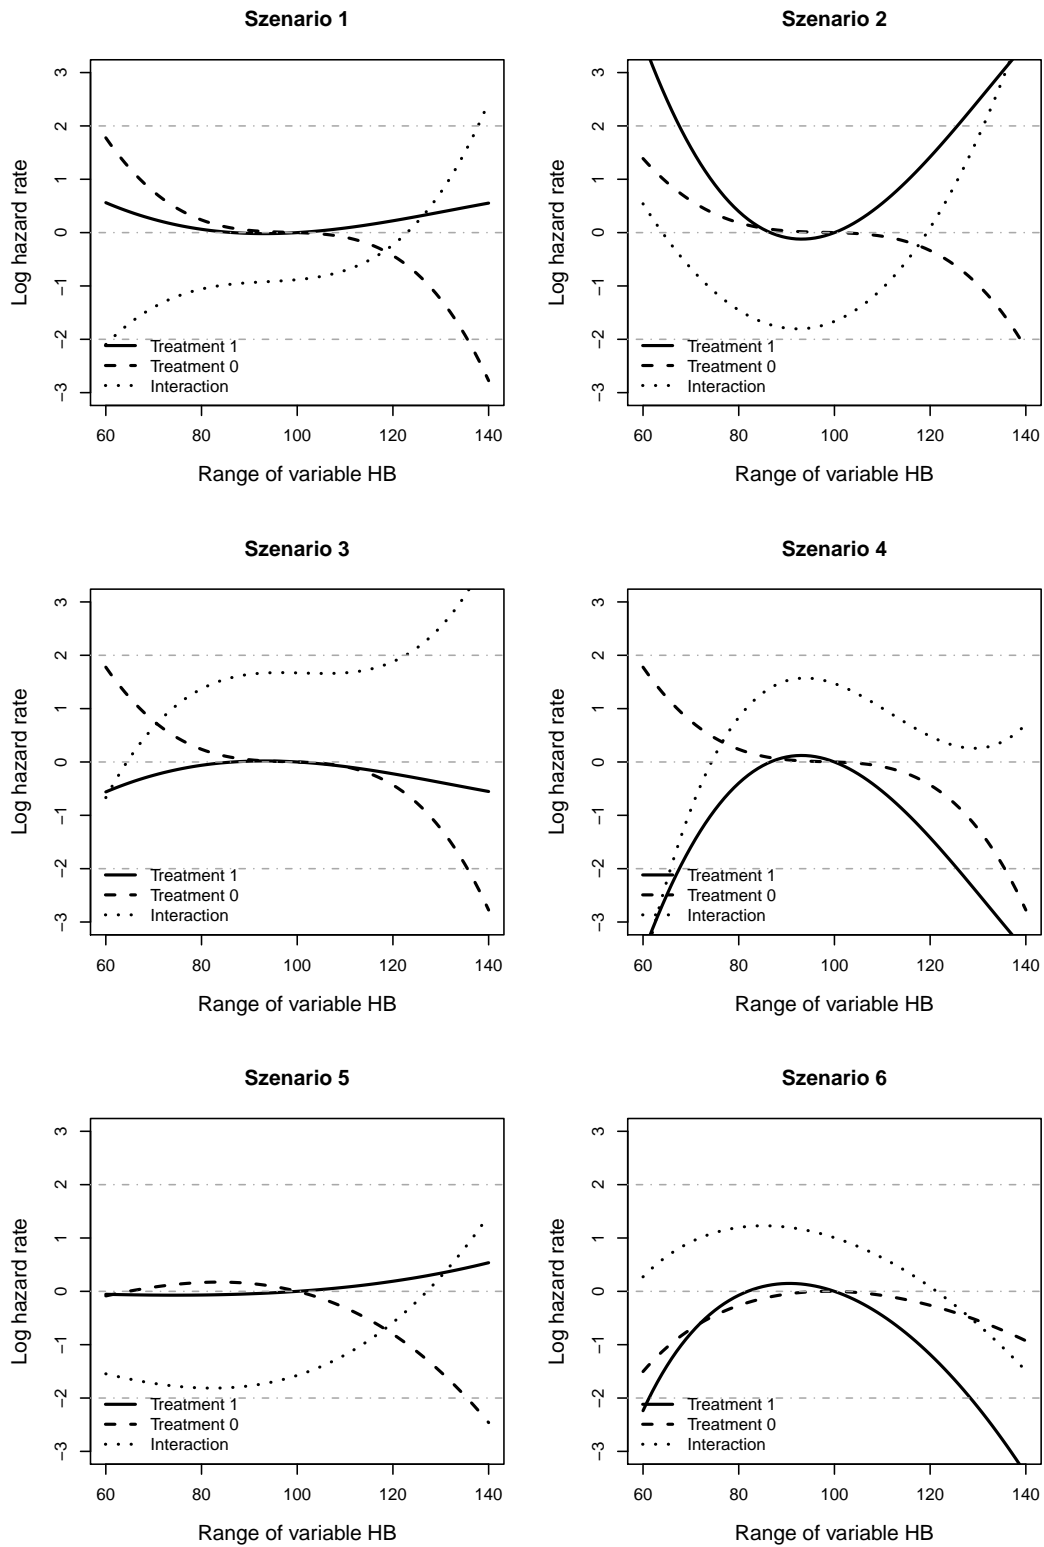 Szenario 1
3
2
1
0
−1
−2
−3
Log hazard rate
Treatment 1
Treatment 0
Interaction
60 80 100 120 140
Range of variable HB
Szenario 2
3
2
1
0
−1
−2
−3
Log hazard rate
Treatment 1
Treatment 0
Interaction
60 80 100 120 140
Range of variable HB
Szenario 3
3
2
1
0
−1
−2
−3
Log hazard rate
Treatment 1
Treatment 0
Interaction
60 80 100 120 140
Range of variable HB
Szenario 4
3
2
1
0
−1
−2
−3
Log hazard rate
Treatment 1
Treatment 0
Interaction
60 80 100 120 140
Range of variable HB
Szenario 5
3
2
1
0
−1
−2
−3
Log hazard rate
Treatment 1
Treatment 0
Interaction
60 80 100 120 140
Range of variable HB
Szenario 6
3
2
1
0
−1
−2
−3
Log hazard rate
Treatment 1
Treatment 0
Interaction
60 80 100 120 140
Range of variable HB